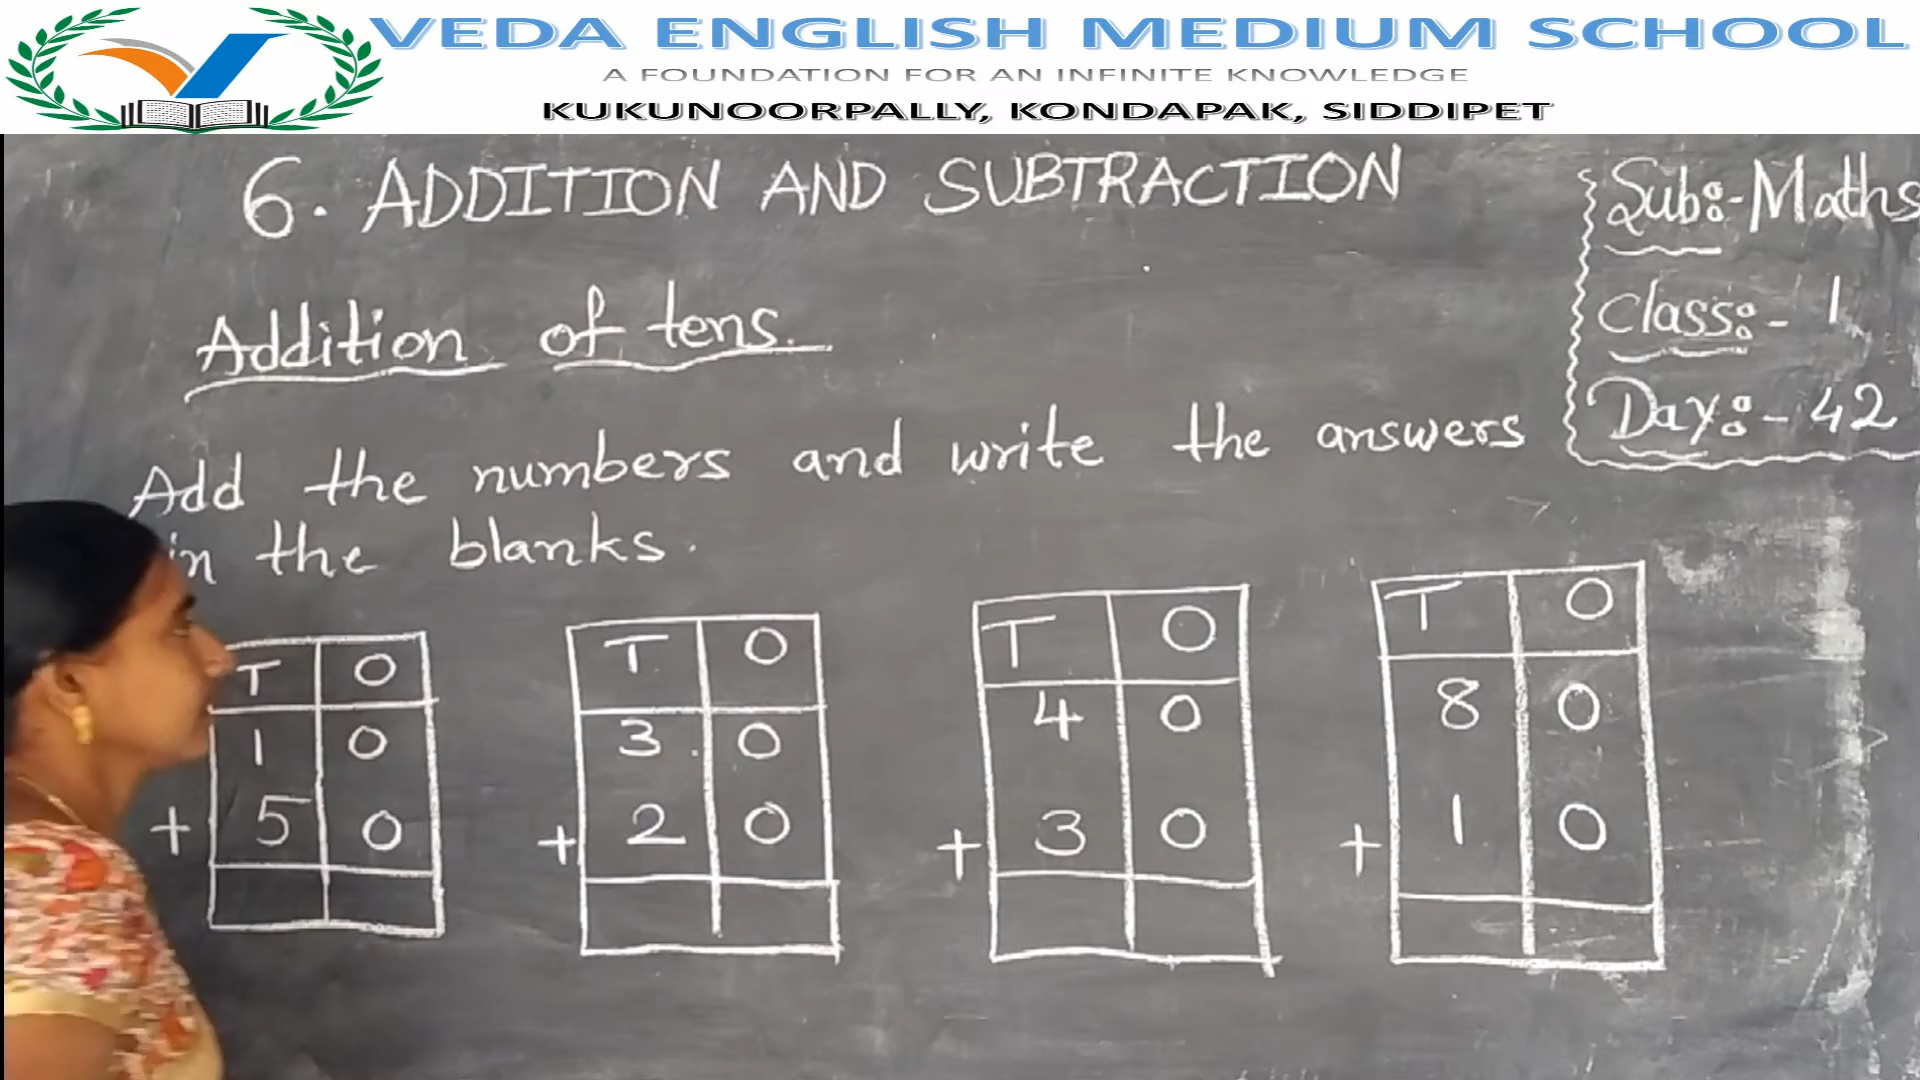 VEDA ENGLISH MEDIUM SCHOOL
A FOUNDATION FOR AN INFINITE KNOWLEDGE
KUKUNOORPALLY, KONDAPAK, SIDDIPET
6. ADDITION AND SUBTRACTION
Sub:-Maths
Class:- 1
Day:- 42
Addition of tens.
Add the numbers and write the answers
in the blanks.
T O
1 0
+ 5 0
T O
3 0
+ 2 0
T O
4 0
+ 3 0
T O
8 0
+ 1 0